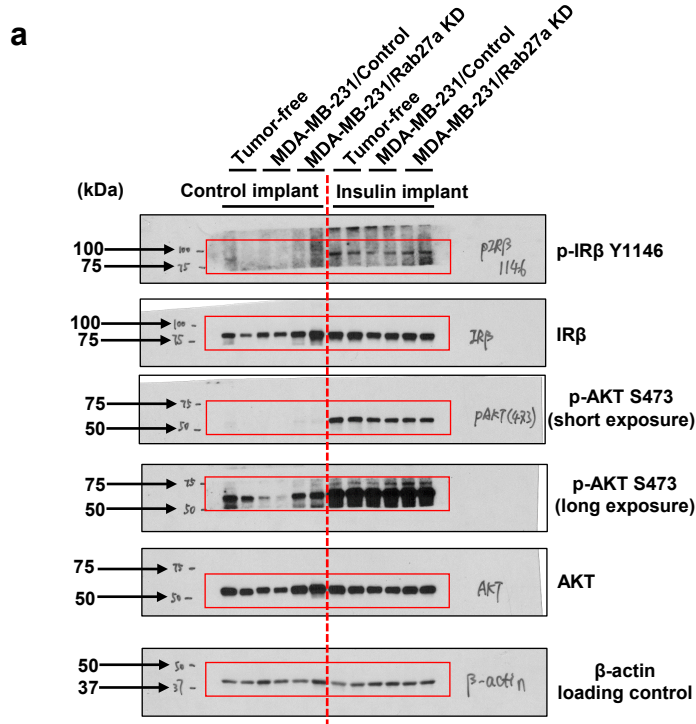 a
Tumor-free
MDA-MB-231/Control
MDA-MB-231/Rab27a KD
Tumor-free
MDA-MB-231/Control
MDA-MB-231/Rab27a KD
(kDa)
Control implant
Insulin implant
100
100 -
pIRβ
p-IRβ Y1146
75
75 -
1146
100
100 -
75
75 -
IRβ
IRβ
75
75 -
p-AKT S473
50
50 -
pAKT(473)
(short exposure)
75
75 -
p-AKT S473
50
50 -
(long exposure)
75
75 -
50
50 -
AKT
AKT
50
50 -
β-actin
37
37 -
β-actin
loading control